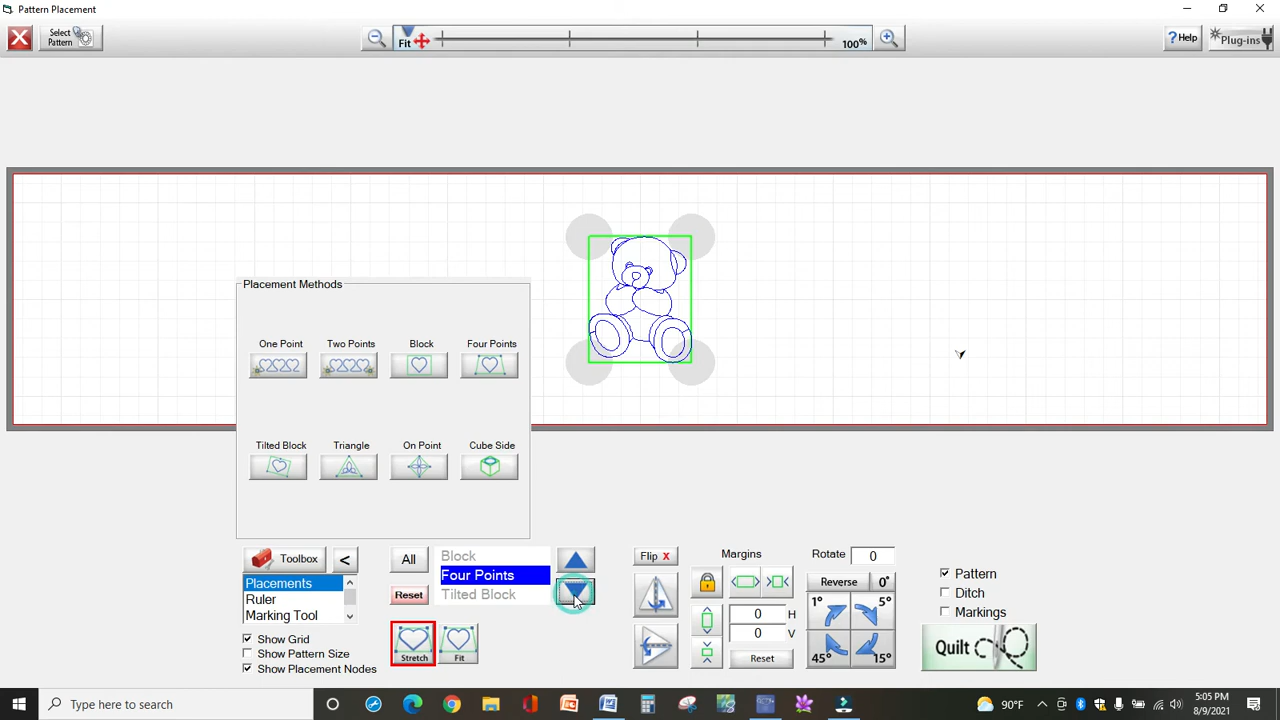 Pattern Placement
Select
Pattern
Fit
100%
?Help
Plug-ins
Placement Methods
One Point
Two Points
Block
Four Points
Tilted Block
Triangle
On Point
Cube Side
Toolbox
<
All
Block
Four Points
Tilted Block
Reset
Placements
Ruler
Marking Tool
Show Grid
Show Pattern Size
Show Placement Nodes
Stretch
Fit
Flip x
Margins
0 H
0 V
Reset
Rotate 0
Reverse 0°
1° 5°
45° 15°
Pattern
Ditch
Markings
Quilt
Type here to search
90°F
5:05 PM
8/9/2021